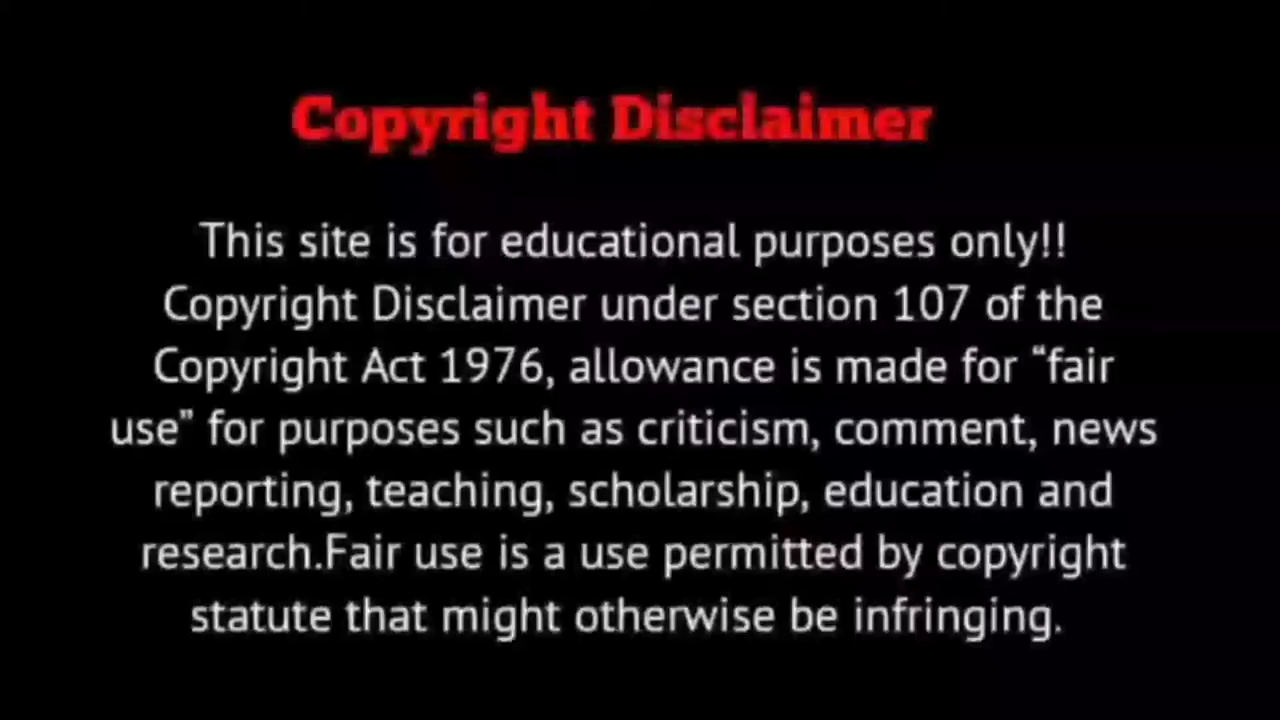 Copyright Disclaimer
This site is for educational purposes only!!
Copyright Disclaimer under section 107 of the
Copyright Act 1976, allowance is made for “fair
use” for purposes such as criticism, comment, news
reporting, teaching, scholarship, education and
research.Fair use is a use permitted by copyright
statute that might otherwise be infringing.